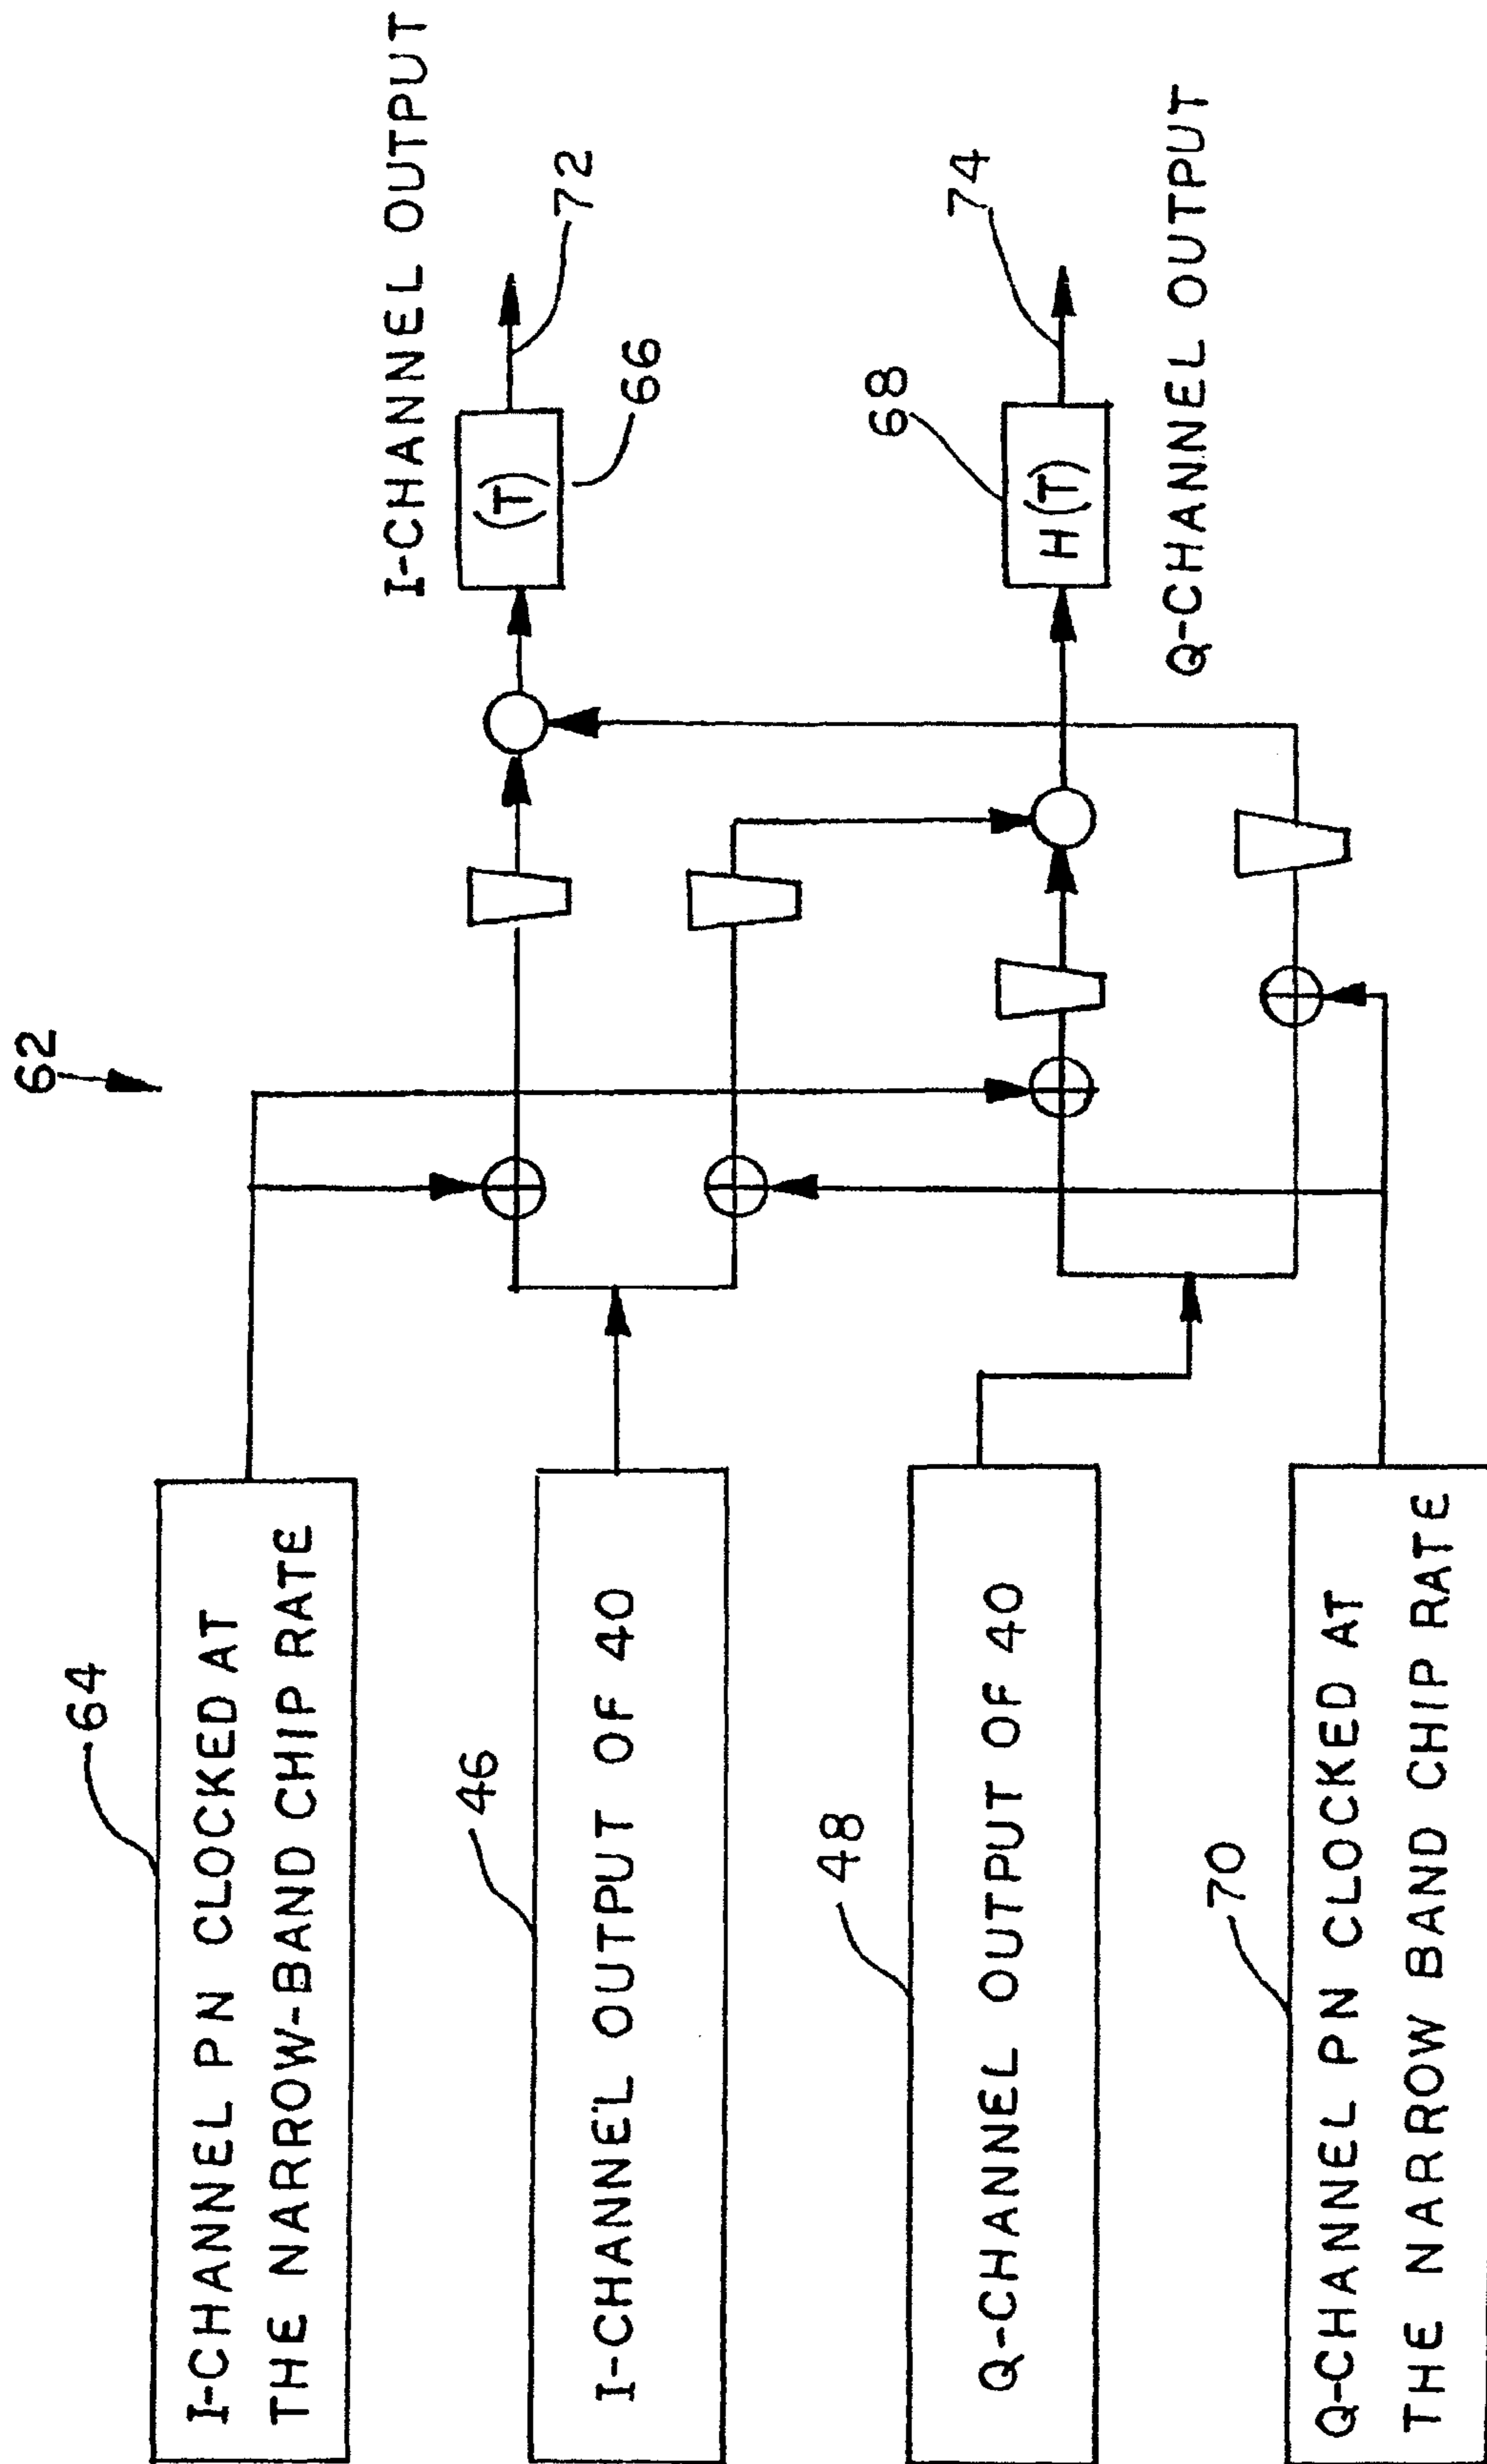 62
64
I-CHANNEL PN CLOCKED AT
THE NARROW-BAND CHIP RATE
46
I-CHANNEL OUTPUT OF 40
48
Q-CHANNEL OUTPUT OF 40
70
Q-CHANNEL PN CLOCKED AT
THE NARROW BAND CHIP RATE
I-CHANNEL OUTPUT
(T)
66
72
68
H(T)
74
Q-CHANNEL OUTPUT